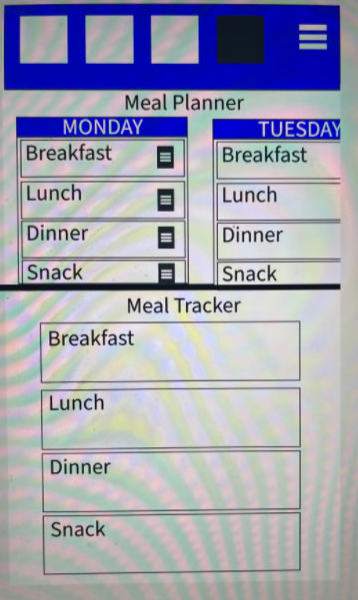 Meal Planner
MONDAY
Breakfast
Lunch
Dinner
Snack
TUESDAY
Breakfast
Lunch
Dinner
Snack
Meal Tracker
Breakfast
Lunch
Dinner
Snack